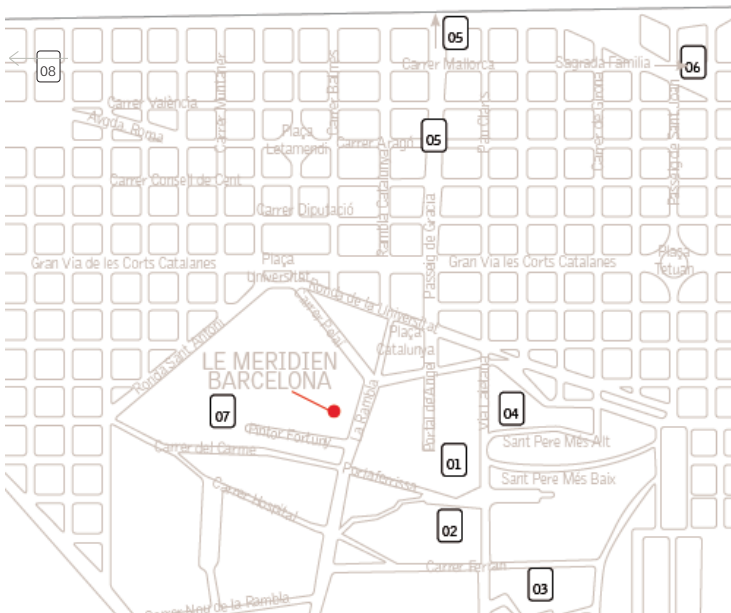 05
Carrer Mallorca
Sagrada Família
06
08
Carrer València
Avgda. Roma
Carrer Muntaner
Carrer Balmes
Plaça
Letamendi
Carrer Aragó
05
Pau Claris
Carrer de Girona
Passeig de Sant Joan
Carrer Consell de Cent
Carrer Diputació
Rambla Catalunya
Passeig de Gràcia
Gran Via de les Corts Catalanes
Plaça
Universitat
Gran Via les Corts Catalanes
Plaça
Tetuan
Ronda de la Universitat
Carrer Pelai
Ronda Sant Antoni
Plaça
Catalunya
LE MERIDIEN
BARCELONA
07
Pintor Fortuny
La Rambla
Portal de Àngel
Via Laietana
04
Sant Pere Més Alt
Carrer del Carme
01
Portaferrissa
Sant Pere Més Baix
Carrer Hospital
02
Carrer Ferran
03
Carrer Nou de la Rambla